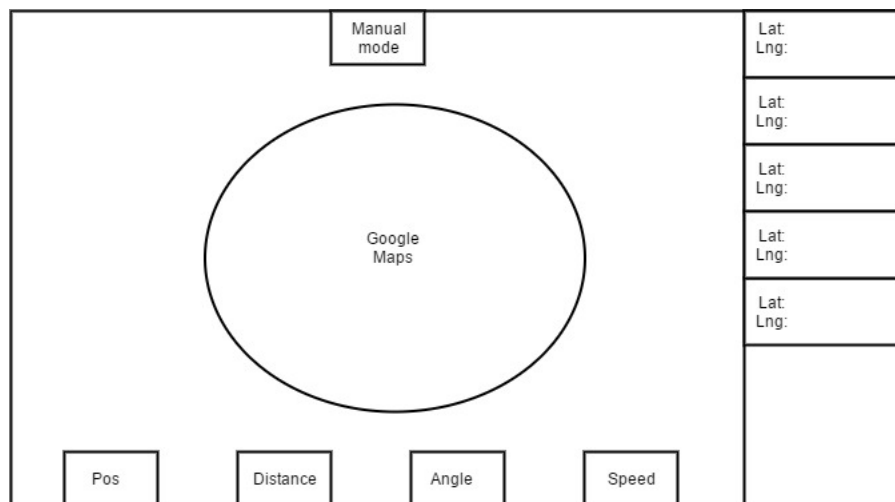 Manual
mode
Lat:
Lng:
Lat:
Lng:
Lat:
Lng:
Lat:
Lng:
Lat:
Lng:
Google
Maps
Pos
Distance
Angle
Speed